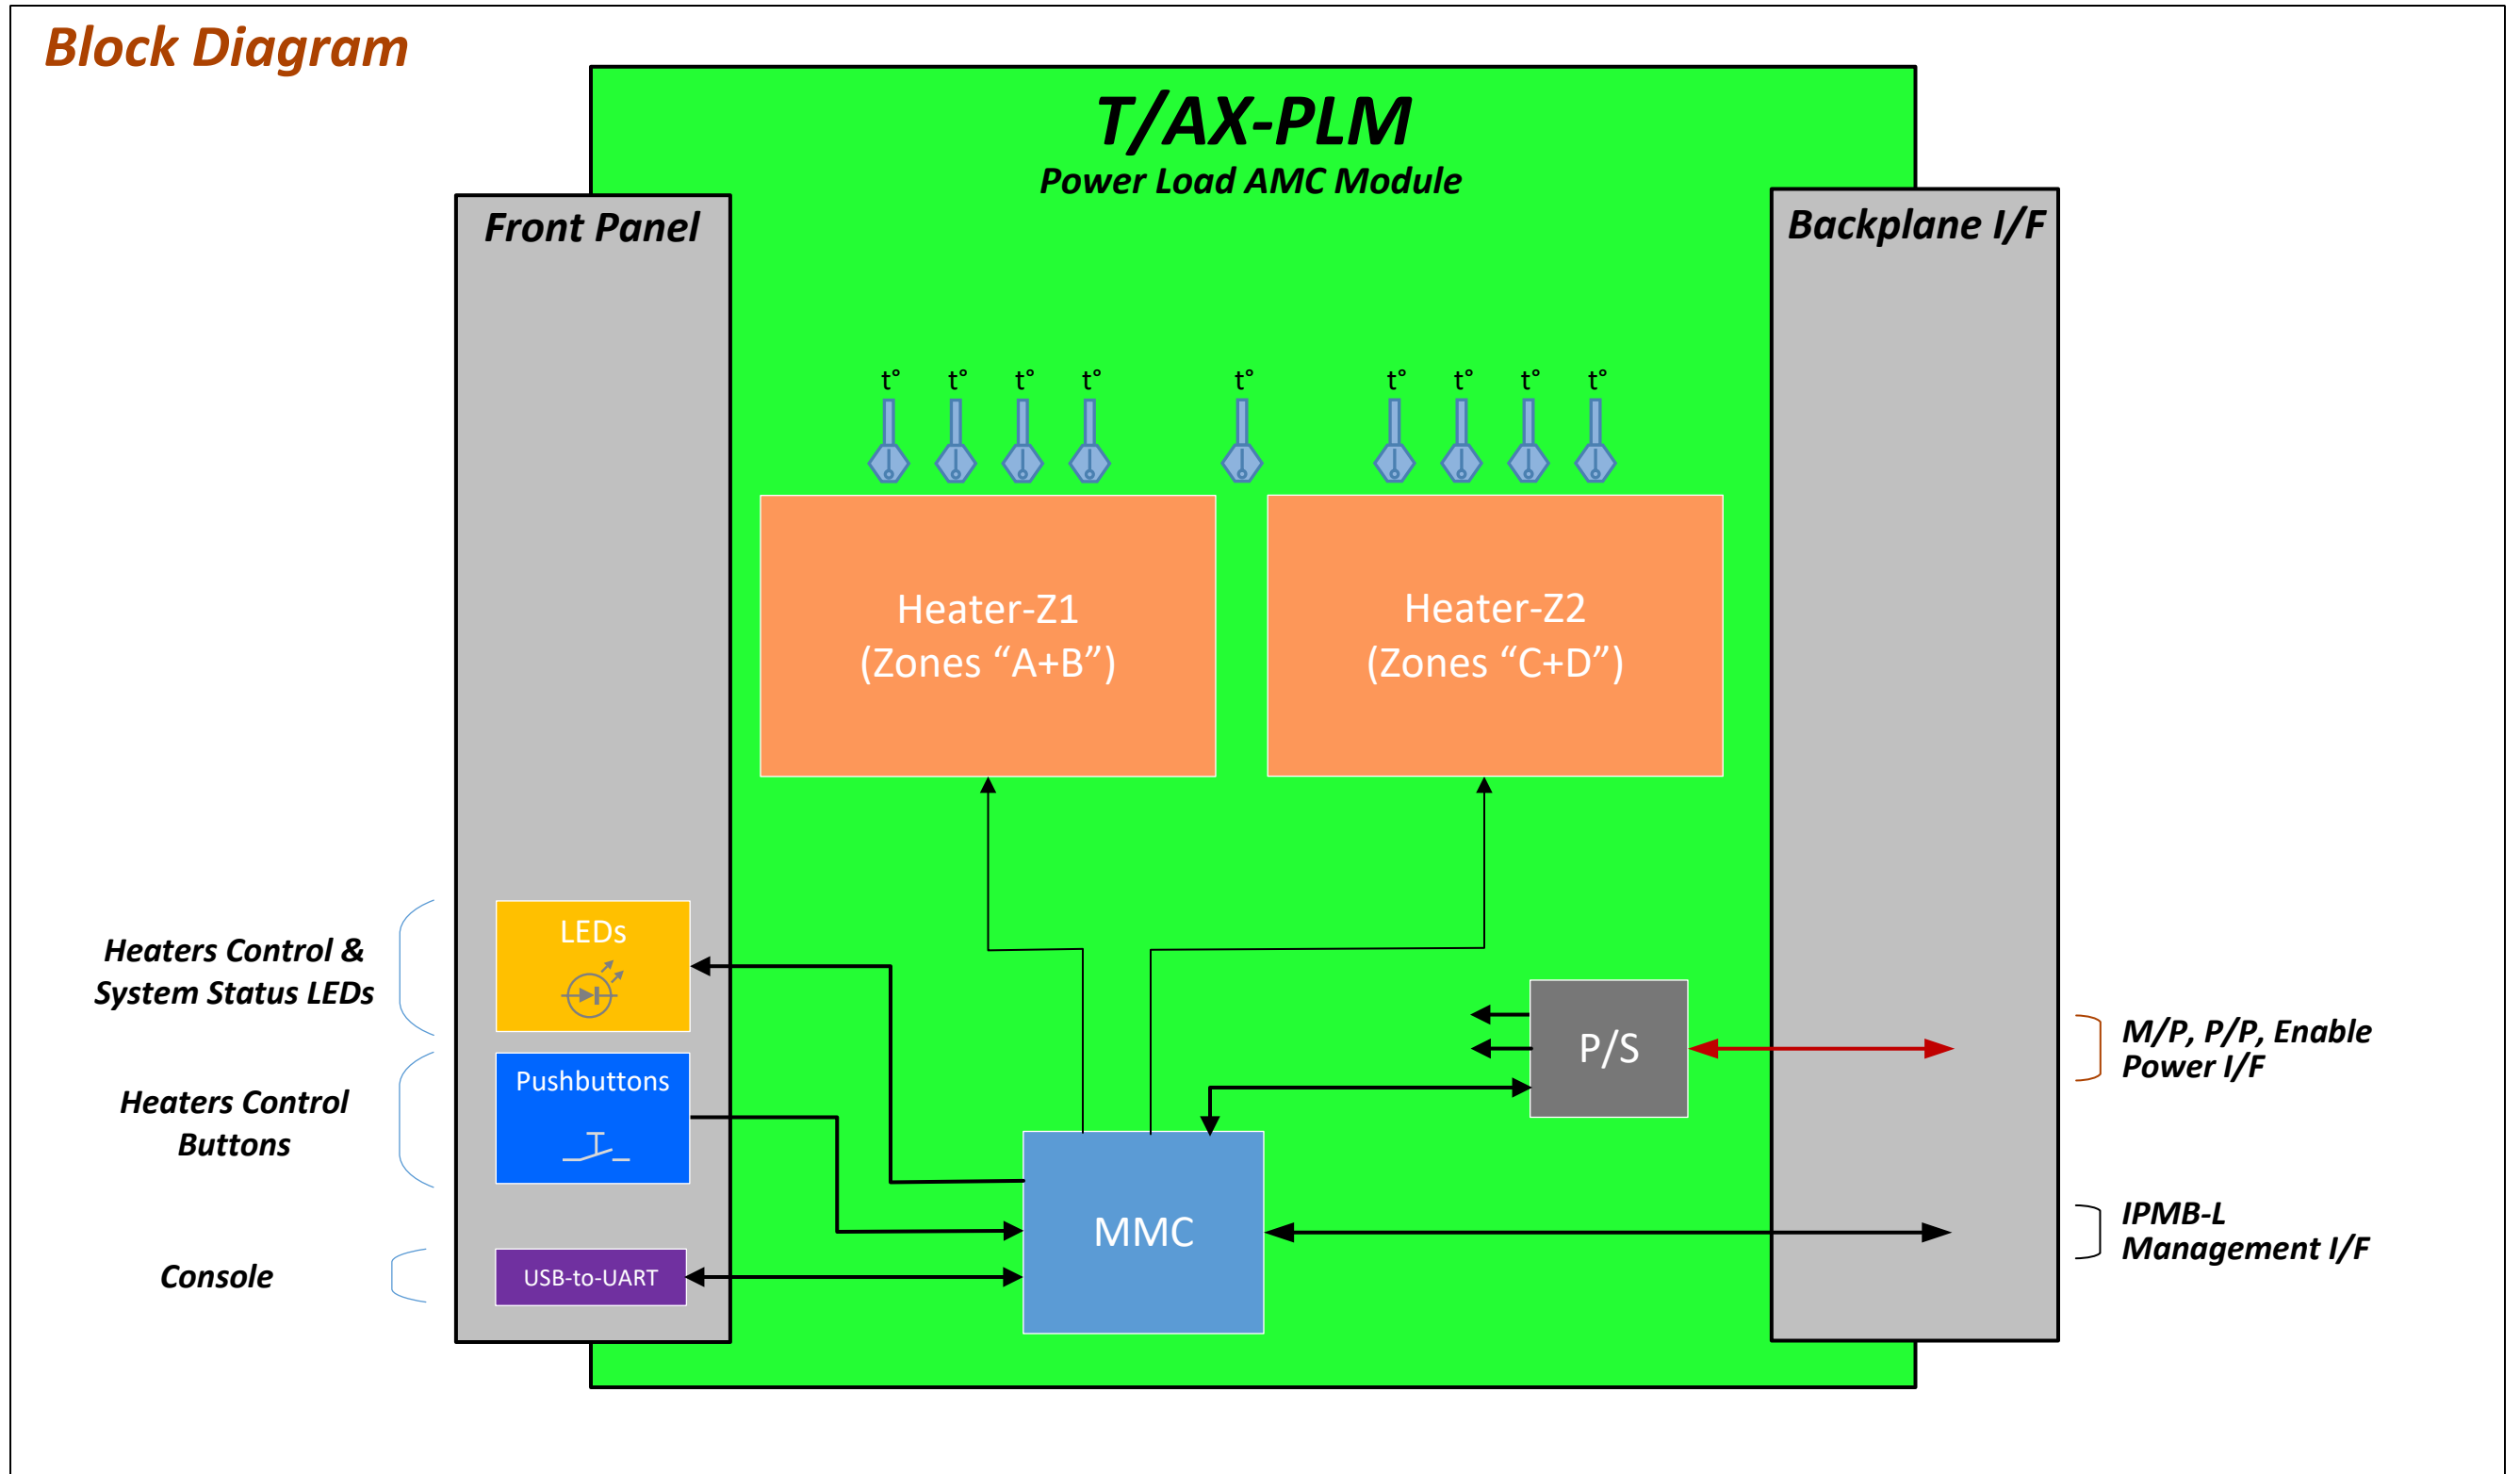 Block Diagram
T/AX-PLM
Power Load AMC Module
Front Panel
Backplane I/F
t°
t°
t°
t°
t°
t°
t°
t°
t°
Heater-Z1
(Zones “A+B”)
Heater-Z2
(Zones “C+D”)
Heaters Control &
System Status LEDs
LEDs
Heaters Control
Buttons
Pushbuttons
Console
USB-to-UART
MMC
P/S
M/P, P/P, Enable
Power I/F
IPMB-L
Management I/F